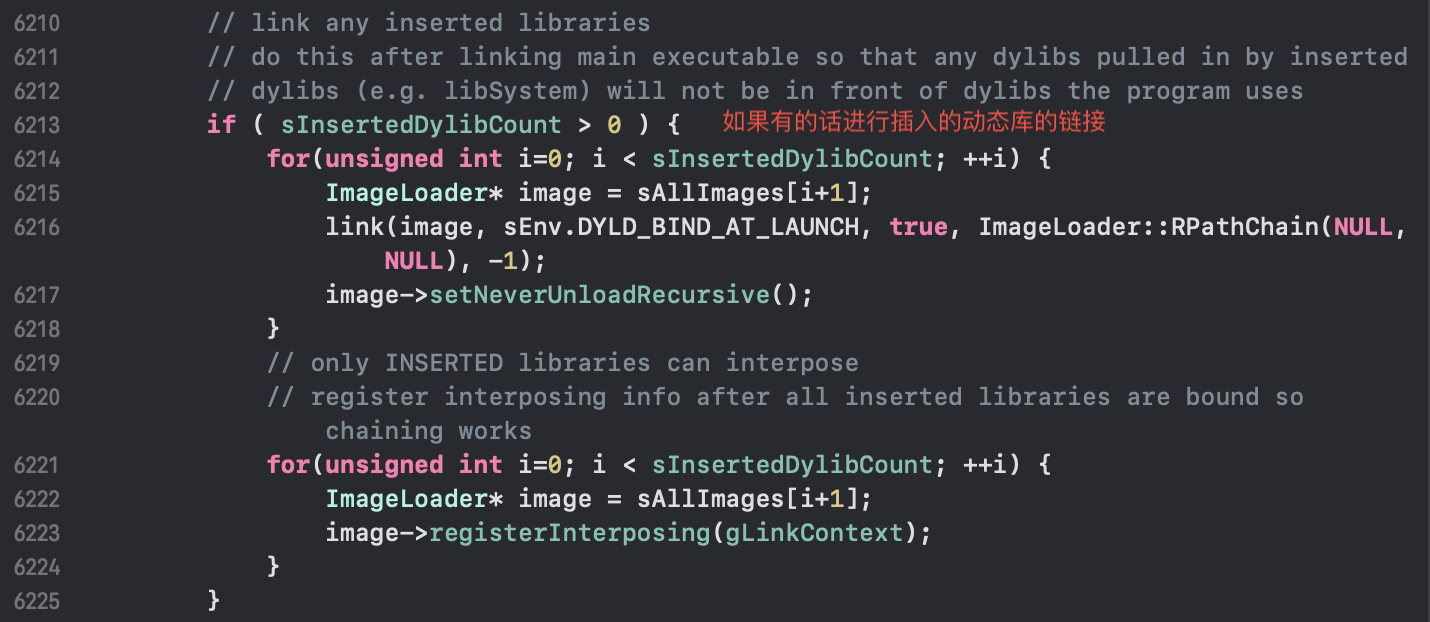 6210 // link any inserted libraries
6211 // do this after linking main executable so that any dylibs pulled in by inserted
6212 // dylibs (e.g. libSystem) will not be in front of dylibs the program uses
6213 if ( sInsertedDylibCount > 0 ) { 如果有的话进行插入的动态库的链接
6214 for(unsigned int i=0; i < sInsertedDylibCount; ++i) {
6215 ImageLoader* image = sAllImages[i+1];
6216 link(image, sEnv.DYLD_BIND_AT_LAUNCH, true, ImageLoader::RPathChain(NULL,
NULL), -1);
6217 image->setNeverUnloadRecursive();
6218 }
6219 // only INSERTED libraries can interpose
6220 // register interposing info after all inserted libraries are bound so
chaining works
6221 for(unsigned int i=0; i < sInsertedDylibCount; ++i) {
6222 ImageLoader* image = sAllImages[i+1];
6223 image->registerInterposing(gLinkContext);
6224 }
6225 }